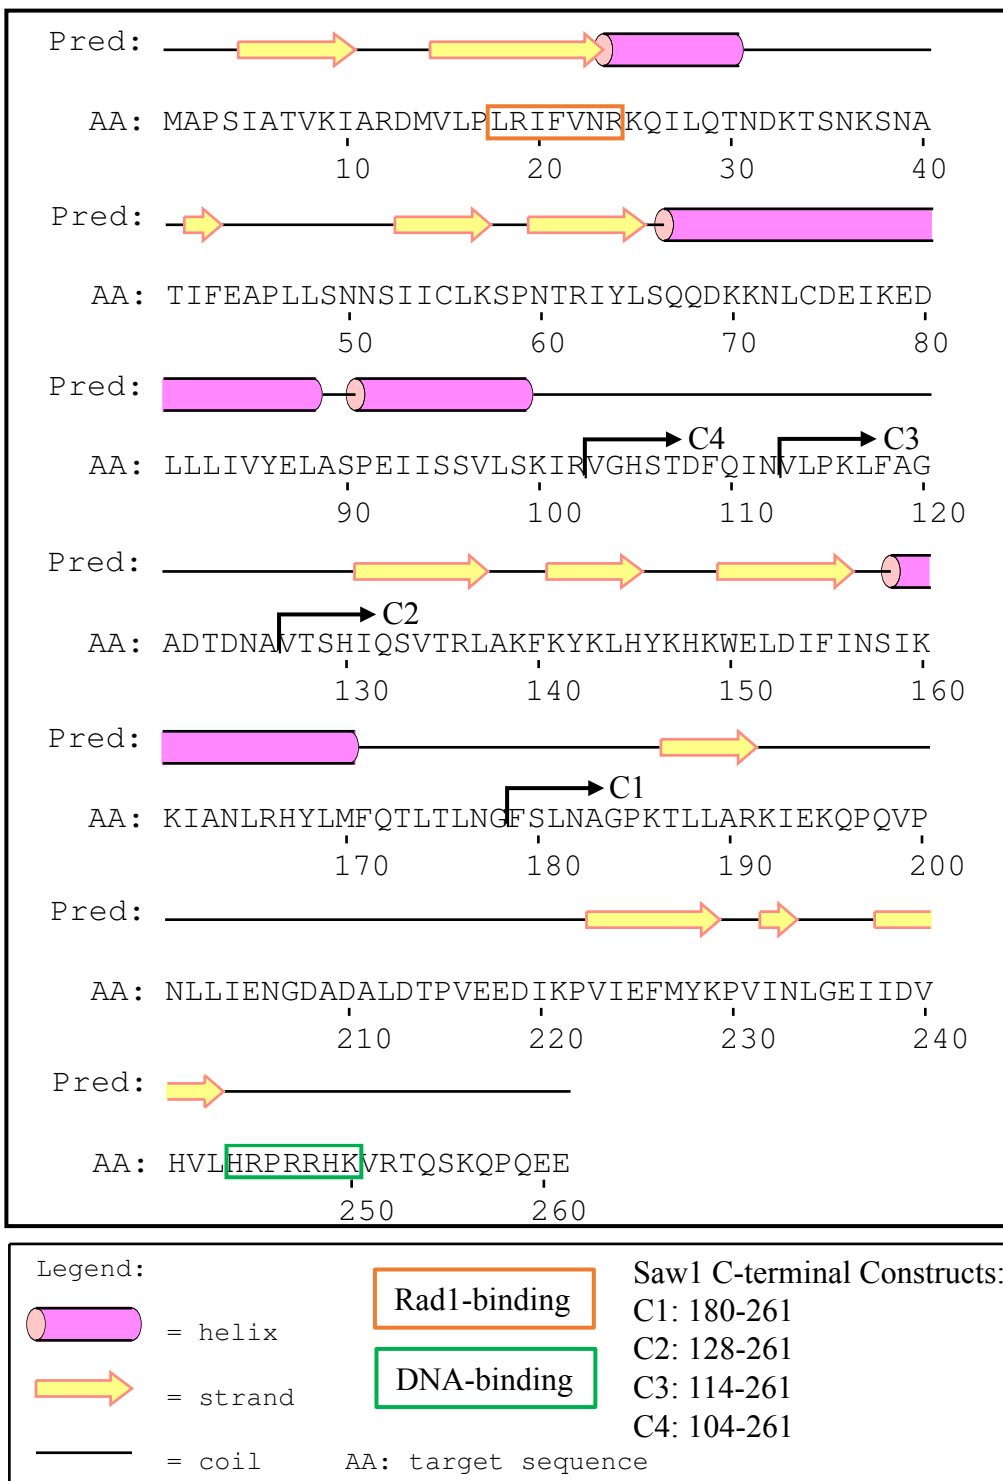 Pred:
AA: MAPSIATVKIARDMVLPLRIFVNRKQILQTNDKTSNKSNA
10 20 30 40
Pred:
AA: TIFEAPLLSNNSIICLKSPNTRIYLSQQDKKNLCDEIKED
50 60 70 80
Pred:
C4 C3
AA: LLLIVYELASPEIISSVLSKIRVGHSTDFQINVLPKLFAG
90 100 110 120
Pred:
C2
AA: ADTDNAVTSHIQSVTRLAKFKYKLHYKHKWELDIFINSIK
130 140 150 160
Pred:
C1
AA: KIANLRHYLMFQTLTLNGFSLNAGPKTLLARKIEKQPQVP
170 180 190 200
Pred:
AA: NLLIENGDADALDTPVEEDIKPVIEFMYKPVINLGEIIDV
210 220 230 240
Pred:
AA: HVLHRPRRHKVRTQSKQPQEE
250 260
Legend:
= helix
= strand
= coil
Rad1-binding
DNA-binding
AA: target sequence
Saw1 C-terminal Constructs:
C1: 180-261
C2: 128-261
C3: 114-261
C4: 104-261